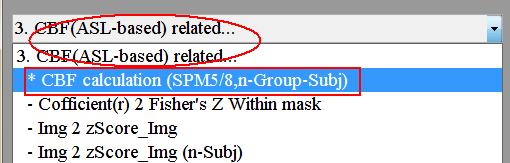 3. CBF(ASL-based) related...
3. CBF(ASL-based) related...
* CBF calculation (SPM5/8,n-Group-Subj)
- Cofficient(r) 2 Fisher's Z Within mask
- Img 2 zScore_Img
- Img 2 zScore_Img (n-Subj)